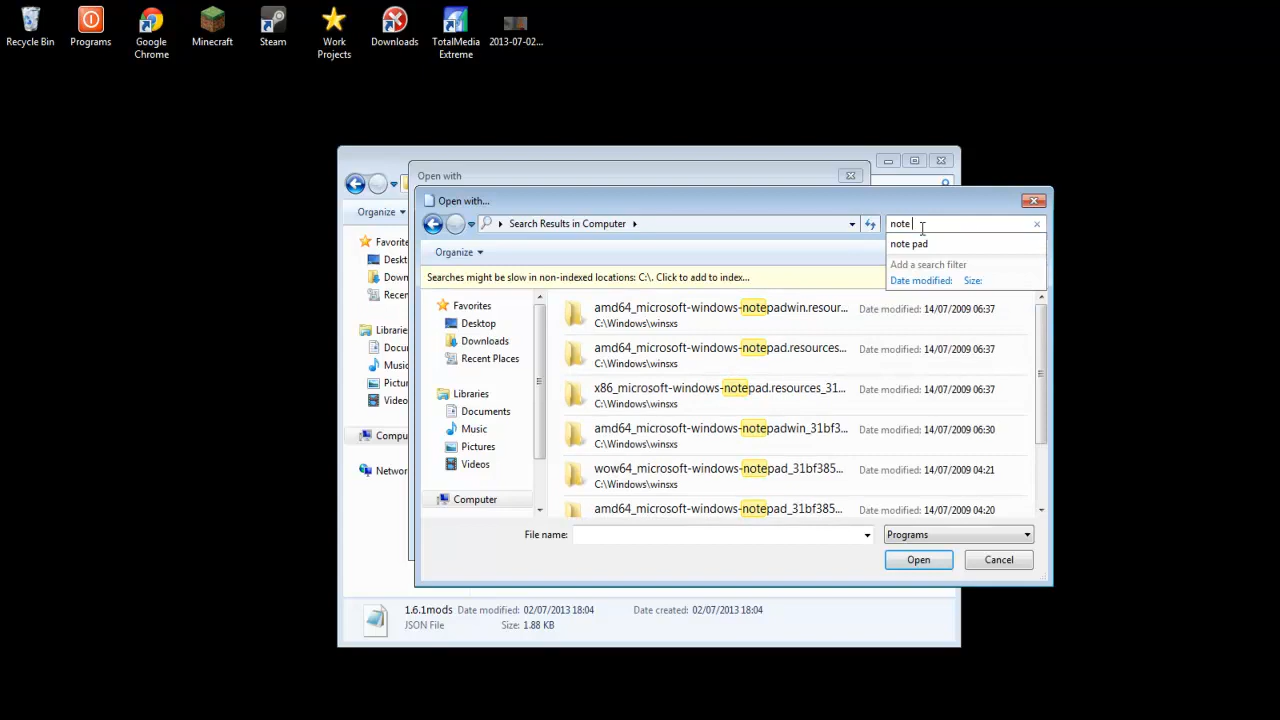 Recycle Bin
Programs
Google Chrome
Minecraft
Steam
Work Projects
Downloads
TotalMedia Extreme
2013-07-02...
Open with
Organize
Open with...
Search Results in Computer
note
note pad
Add a search filter
Date modified: Size:
Organize
Searches might be slow in non-indexed locations: C:\. Click to add to index...
Favorite
Deskt
Down
Recen
Librarie
Docu
Music
Pictur
Video
Compu
Networ
Favorites
Desktop
Downloads
Recent Places
Libraries
Documents
Music
Pictures
Videos
Computer
amd64_microsoft-windows-notepadwin.resour... Date modified: 14/07/2009 06:37
C:\Windows\winsxs
amd64_microsoft-windows-notepad.resources... Date modified: 14/07/2009 06:37
C:\Windows\winsxs
x86_microsoft-windows-notepad.resources_31... Date modified: 14/07/2009 06:37
C:\Windows\winsxs
amd64_microsoft-windows-notepadwin_31bf3... Date modified: 14/07/2009 06:30
C:\Windows\winsxs
wow64_microsoft-windows-notepad_31bf385... Date modified: 14/07/2009 04:21
C:\Windows\winsxs
amd64_microsoft-windows-notepad_31bf385... Date modified: 14/07/2009 04:20
File name:
Programs
Open
Cancel
1.6.1mods Date modified: 02/07/2013 18:04 Date created: 02/07/2013 18:04
JSON File Size: 1.88 KB